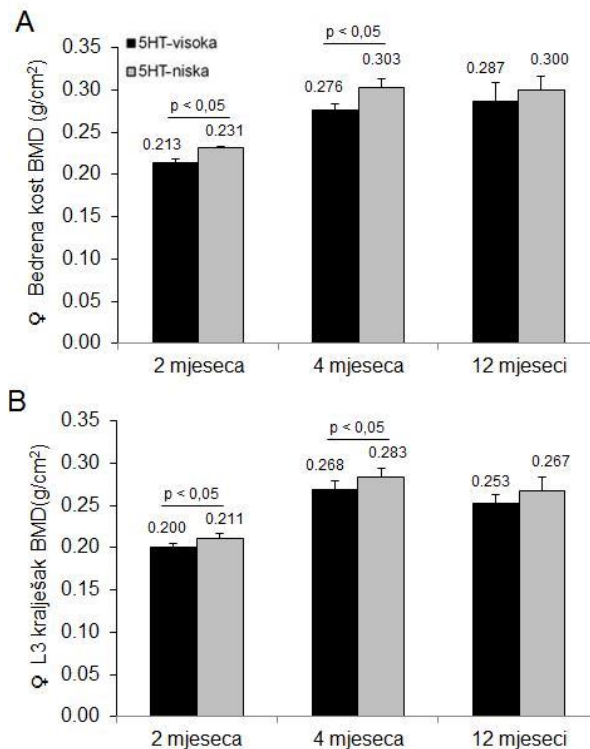 A
♀ Bedrena kost BMD (g/cm²)
0.35
0.30
0.25
0.20
0.15
0.10
0.05
0.00
5HT-visoka
5HT-niska
p < 0,05
0.213
0.231
p < 0,05
0.276
0.303
0.287
0.300
2 mjeseca
4 mjeseca
12 mjeseci
B
♀ L3 kralješak BMD(g/cm²)
0.35
0.30
0.25
0.20
0.15
0.10
0.05
0.00
p < 0,05
0.200
0.211
p < 0,05
0.268
0.283
0.253
0.267
2 mjeseca
4 mjeseca
12 mjeseci